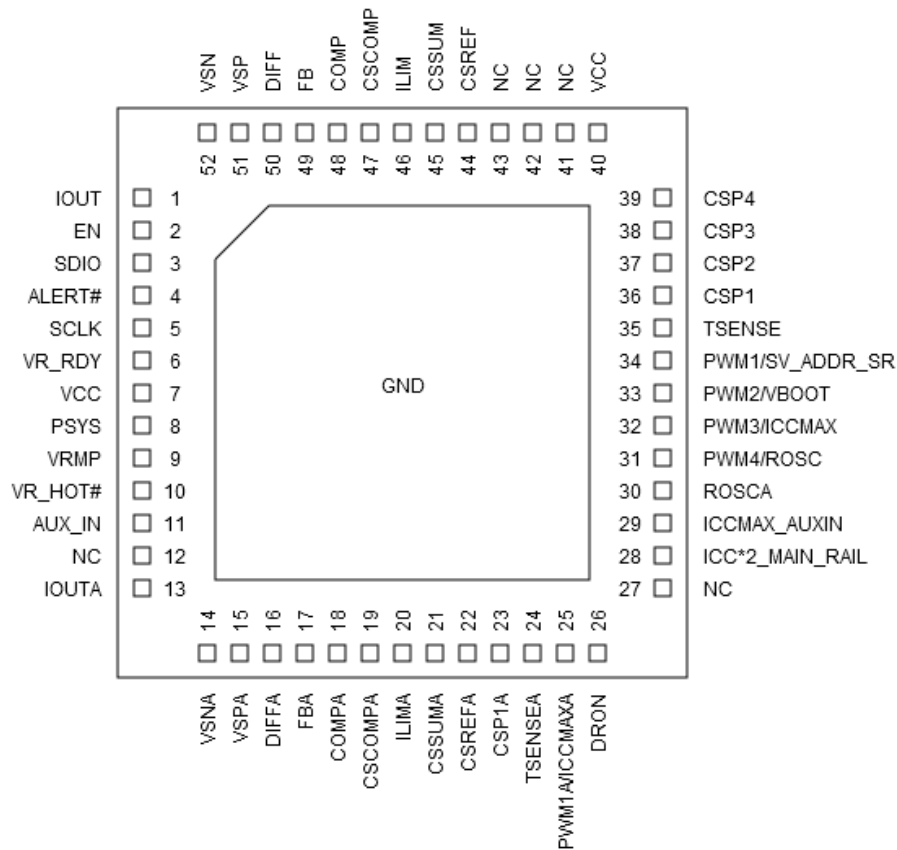 VSN
VSP
DIFF
FB
COMP
CSCOMP
ILIM
CSSUM
CSREF
NC
NC
NC
VCC
52
51
50
49
48
47
46
45
44
43
42
41
40
IOUT 1
EN 2
SDIO 3
ALERT# 4
SCLK 5
VR_RDY 6
VCC 7
PSYS 8
VRMP 9
VR_HOT# 10
AUX_IN 11
NC 12
IOUTA 13
GND
39 CSP4
38 CSP3
37 CSP2
36 CSP1
35 TSENSE
34 PWM1/SV_ADDR_SR
33 PWM2/VBOOT
32 PWM3/ICCMAX
31 PWM4/ROSC
30 ROSCA
29 ICCMAX_AUXIN
28 ICC*2_MAIN_RAIL
27 NC
14
15
16
17
18
19
20
21
22
23
24
25
26
VSNA
VSPA
DIFFA
FBA
COMPA
CSCOMPA
ILIMA
CSSUMA
CSREFA
CSP1A
TSENSEA
PWM1A/ICCMAXA
DRON